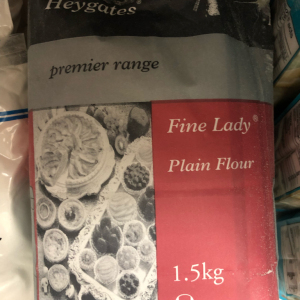 Heygates
premier range
Fine Lady®
Plain Flour
1.5kg